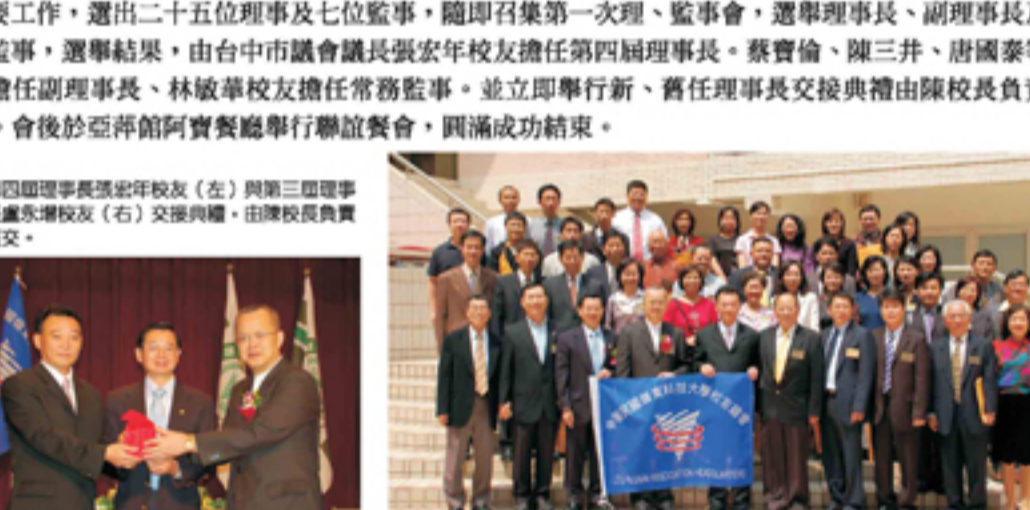 要工作，選出二十五位理事及七位監事，隨即召集第一次理、監事會，選舉理事長、副理事長
監事，選舉結果，由台中市議會議長張宏年校友擔任第四屆理事長。蔡寶倫、陳三井、唐國泰
擔任副理事長、林敏華校友擔任常務監事。並立即舉行新、舊任理事長交接典禮由陳校長負責
。會後於亞萍館阿寶餐廳舉行聯誼餐會，圓滿成功結束。
四屆理事長張宏年校友（左）與第三屆理事
盧永增校友（右）交接典禮。由陳校長負責
交。